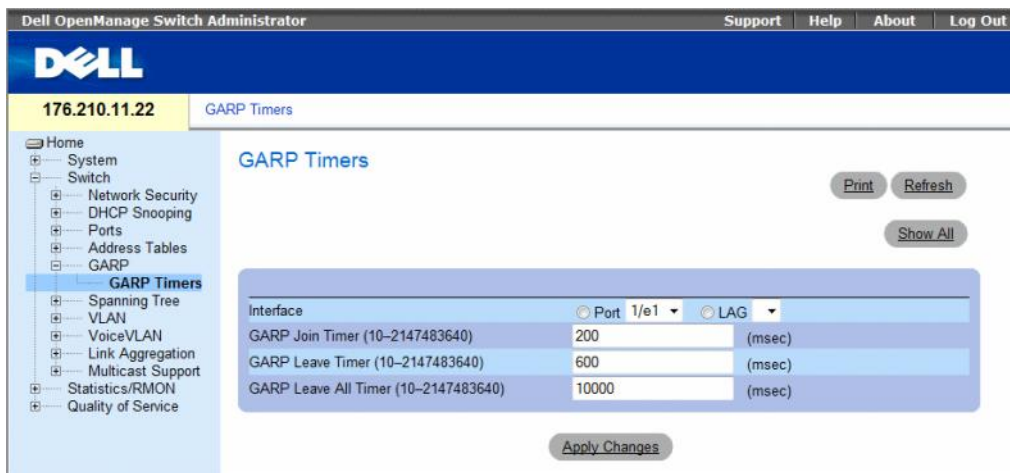 Dell OpenManage Switch Administrator Support Help About Log Out
DELL
176.210.11.22 GARP Timers
Home
System
Switch
Network Security
DHCP Snooping
Ports
Address Tables
GARP
GARP Timers
Spanning Tree
VLAN
VoiceVLAN
Link Aggregation
Multicast Support
Statistics/RMON
Quality of Service
GARP Timers
Print Refresh
Show All
Interface Port 1/e1 LAG
GARP Join Timer (10–2147483640) 200 (msec)
GARP Leave Timer (10–2147483640) 600 (msec)
GARP Leave All Timer (10–2147483640) 10000 (msec)
Apply Changes